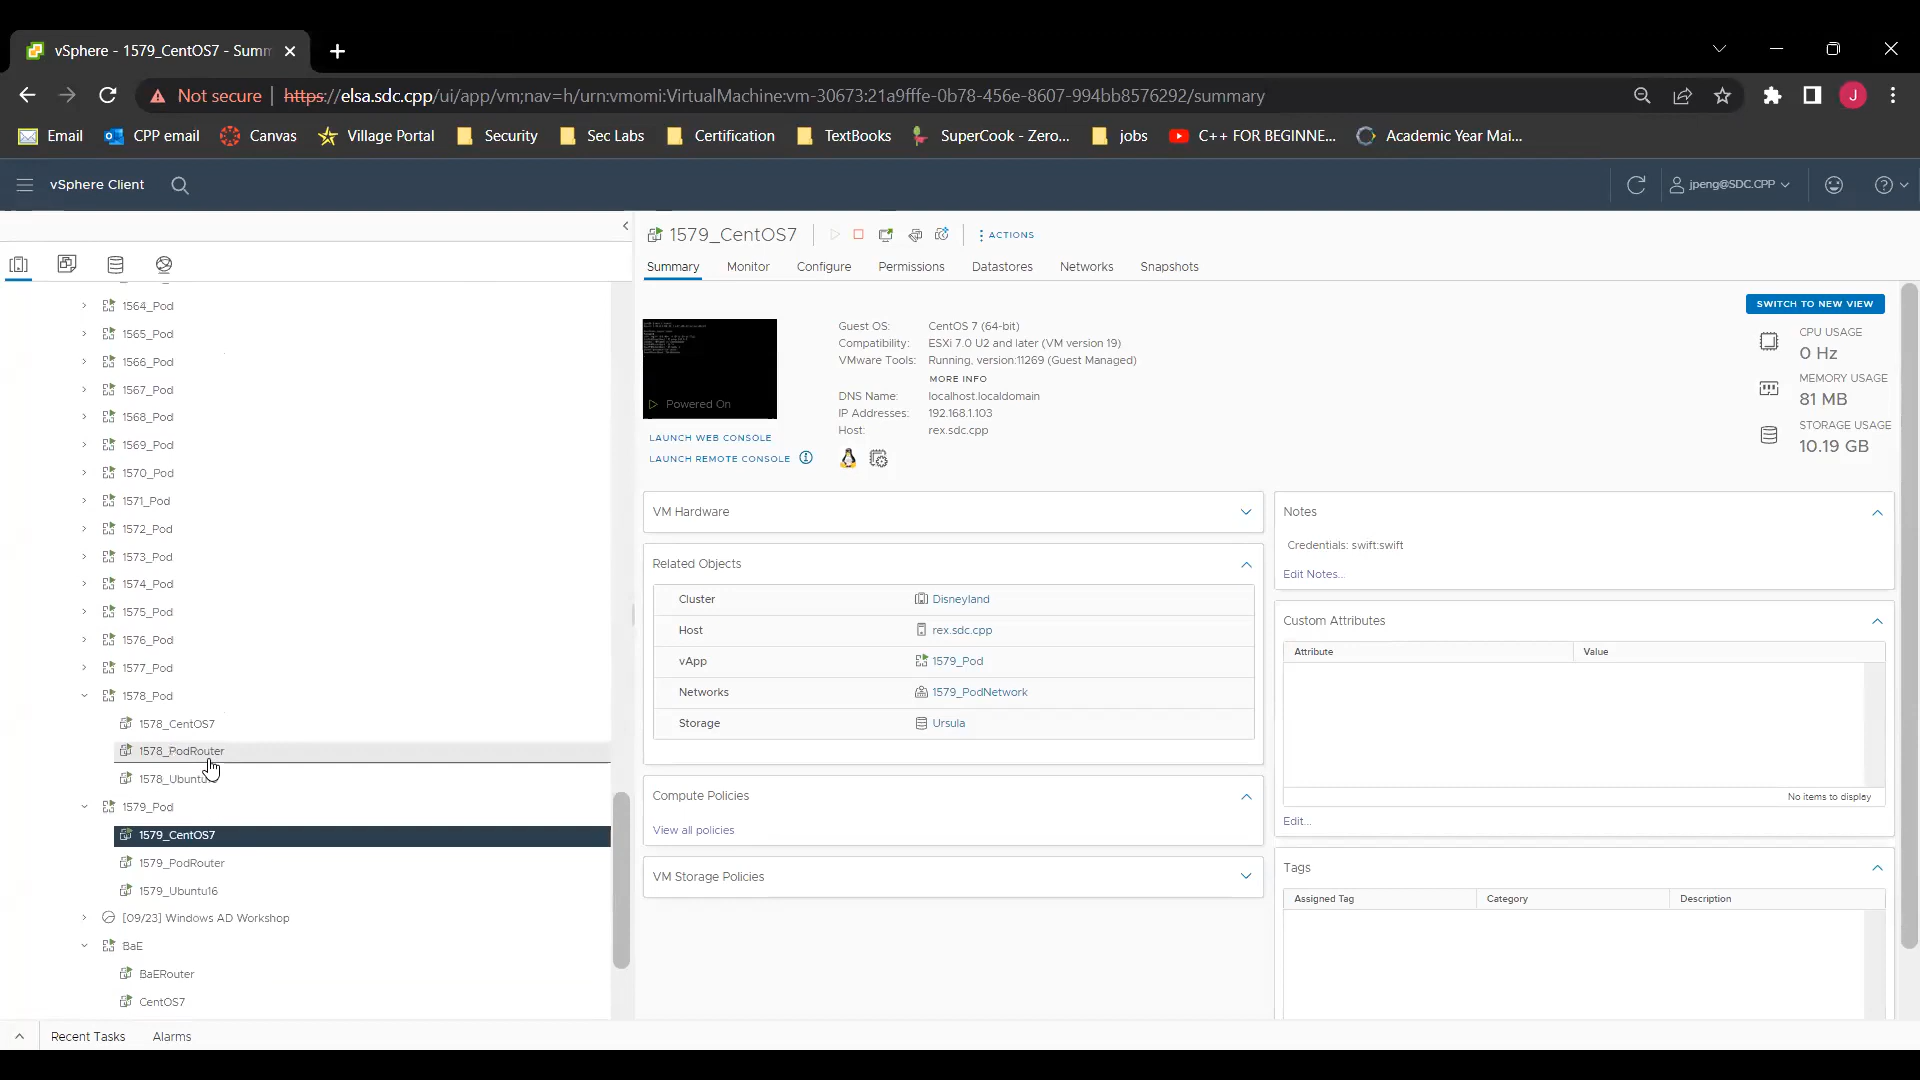 vSphere - 1579_CentOS7 - Summ
Not secure
https://elsa.sdc.cpp/ui/app/vm;nav=h/urn:vmomi:VirtualMachine:vm-30673:21a9fffe-0b78-456e-8607-994bb8576292/summary
J
Email
CPP email
Canvas
Village Portal
Security
Sec Labs
Certification
TextBooks
SuperCook - Zero...
jobs
C++ FOR BEGINNE...
Academic Year Mai...
vSphere Client
jpeng@SDC.CPP
1564_Pod
1565_Pod
1566_Pod
1567_Pod
1568_Pod
1569_Pod
1570_Pod
1571_Pod
1572_Pod
1573_Pod
1574_Pod
1575_Pod
1576_Pod
1577_Pod
1578_Pod
1578_CentOS7
1578_PodRouter
1578_Ubuntu
1579_Pod
1579_CentOS7
1579_PodRouter
1579_Ubuntu16
[09/23] Windows AD Workshop
BaE
BaERouter
CentOS7
1579_CentOS7
ACTIONS
Summary
Monitor
Configure
Permissions
Datastores
Networks
Snapshots
SWITCH TO NEW VIEW
Powered On
LAUNCH WEB CONSOLE
LAUNCH REMOTE CONSOLE
Guest OS: CentOS 7 (64-bit)
Compatibility: ESXi 7.0 U2 and later (VM version 19)
VMware Tools: Running, version:11269 (Guest Managed)
MORE INFO
DNS Name: localhost.localdomain
IP Addresses: 192.168.1.103
Host: rex.sdc.cpp
CPU USAGE
0 Hz
MEMORY USAGE
81 MB
STORAGE USAGE
10.19 GB
VM Hardware
Related Objects
Cluster Disneyland
Host rex.sdc.cpp
vApp 1579_Pod
Networks 1579_PodNetwork
Storage Ursula
Compute Policies
View all policies
VM Storage Policies
Notes
Credentials: swift:swift
Edit Notes...
Custom Attributes
Attribute Value
No items to display
Edit...
Tags
Assigned Tag Category Description
Recent Tasks
Alarms